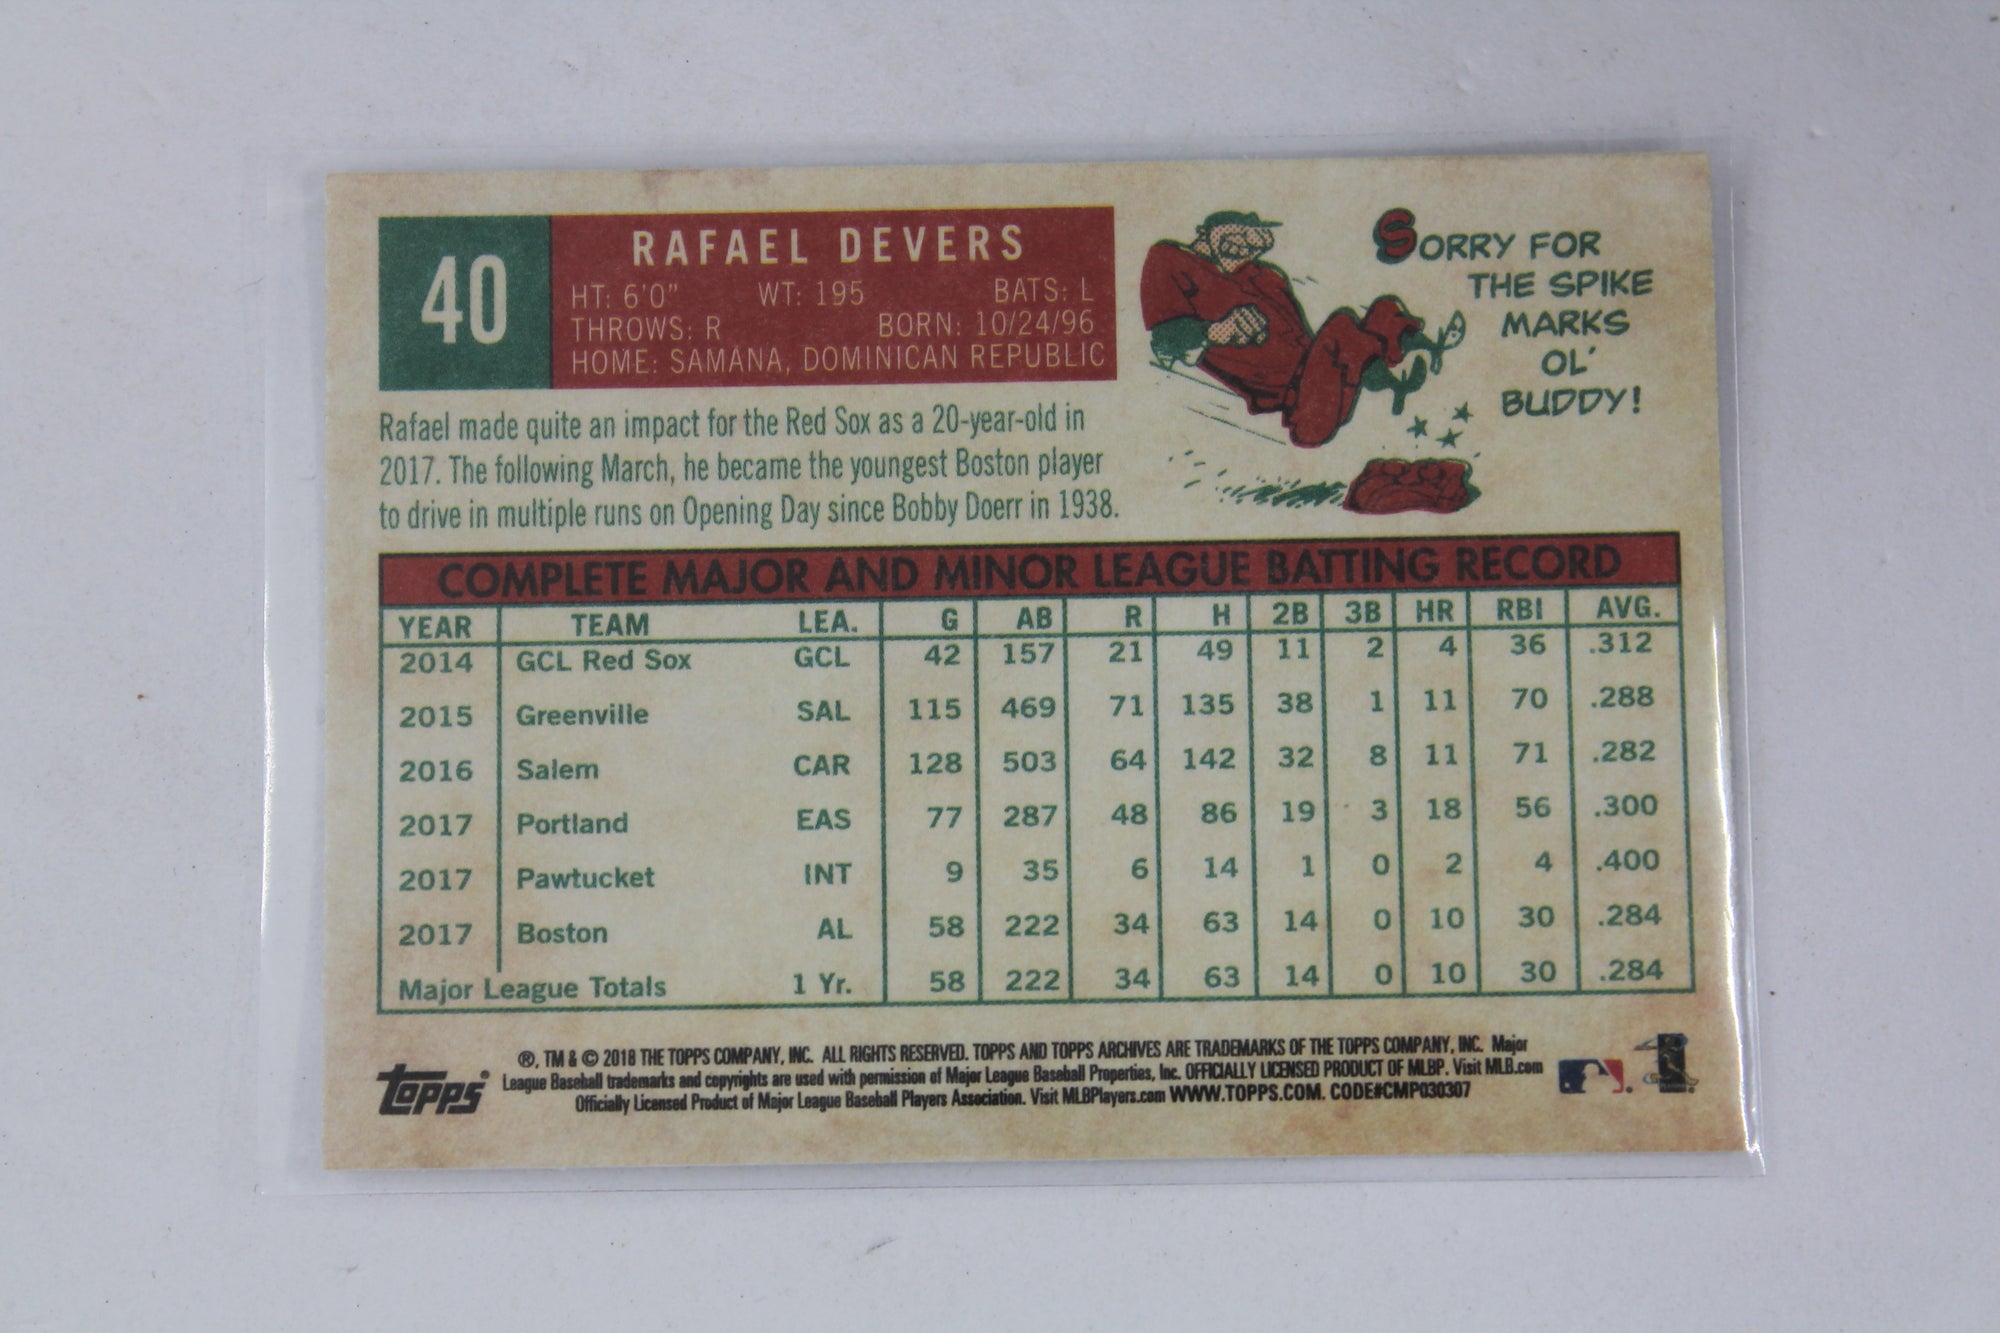 40
RAFAEL DEVERS
HT: 6'0" WT: 195 BATS: L
THROWS: R BORN: 10/24/96
HOME: SAMANA, DOMINICAN REPUBLIC
Rafael made quite an impact for the Red Sox as a 20-year-old in
2017. The following March, he became the youngest Boston player
to drive in multiple runs on Opening Day since Bobby Doerr in 1938.
SORRY FOR
THE SPIKE
MARKS
OL'
BUDDY!
COMPLETE MAJOR AND MINOR LEAGUE BATTING RECORD
YEAR TEAM LEA. G AB R H 2B 3B HR RBI AVG.
2014 GCL Red Sox GCL 42 157 21 49 11 2 4 36 .312
2015 Greenville SAL 115 469 71 135 38 1 11 70 .288
2016 Salem CAR 128 503 64 142 32 8 11 71 .282
2017 Portland EAS 77 287 48 86 19 3 18 56 .300
2017 Pawtucket INT 9 35 6 14 1 0 2 4 .400
2017 Boston AL 58 222 34 63 14 0 10 30 .284
Major League Totals 1 Yr. 58 222 34 63 14 0 10 30 .284
TOPPS®
®, TM & © 2018 THE TOPPS COMPANY, INC. ALL RIGHTS RESERVED. TOPPS AND TOPPS ARCHIVES ARE TRADEMARKS OF THE TOPPS COMPANY, INC. Major
League Baseball trademarks and copyrights are used with permission of Major League Baseball Properties, Inc. OFFICIALLY LICENSED PRODUCT OF MLBP. Visit MLB.com
Officially Licensed Product of Major League Baseball Players Association. Visit MLBPlayers.com WWW.TOPPS.COM. CODE#CMP030307